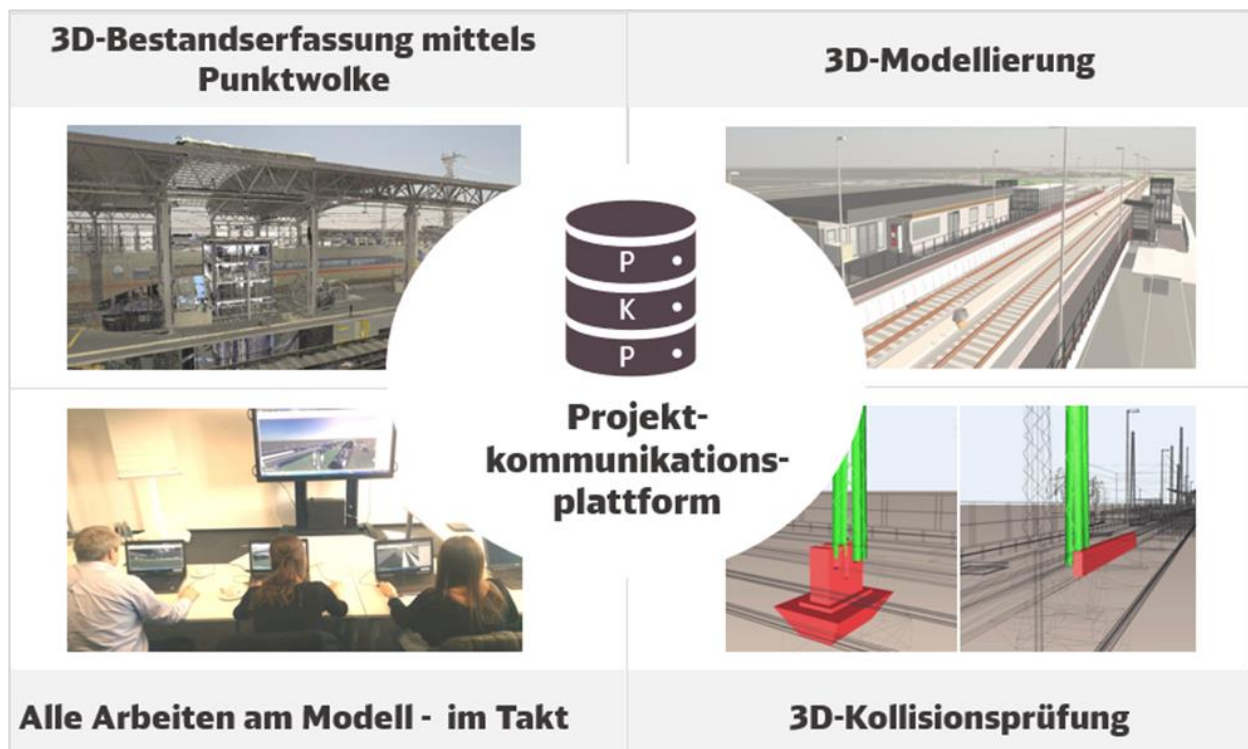 3D-Bestandserfassung mittels
Punktwolke
3D-Modellierung
P
K
P
Projekt-
kommunikations-
plattform
Alle Arbeiten am Modell - im Takt
3D-Kollisionsprüfung